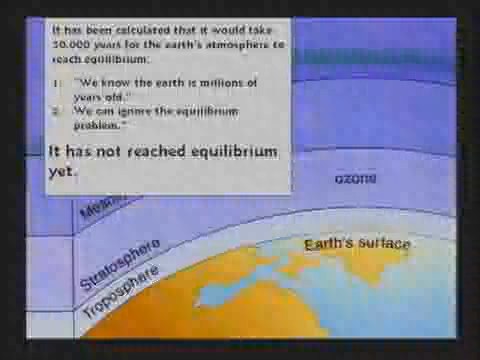 It has been calculated that it would take
30,000 years for the earth's atmosphere to
reach equilibrium.
1. "We know the earth is millions of
years old."
2. We can ignore the equilibrium
problem."
It has not reached equilibrium
yet.
ozone
Earth's surface
Stratosphere
Troposphere